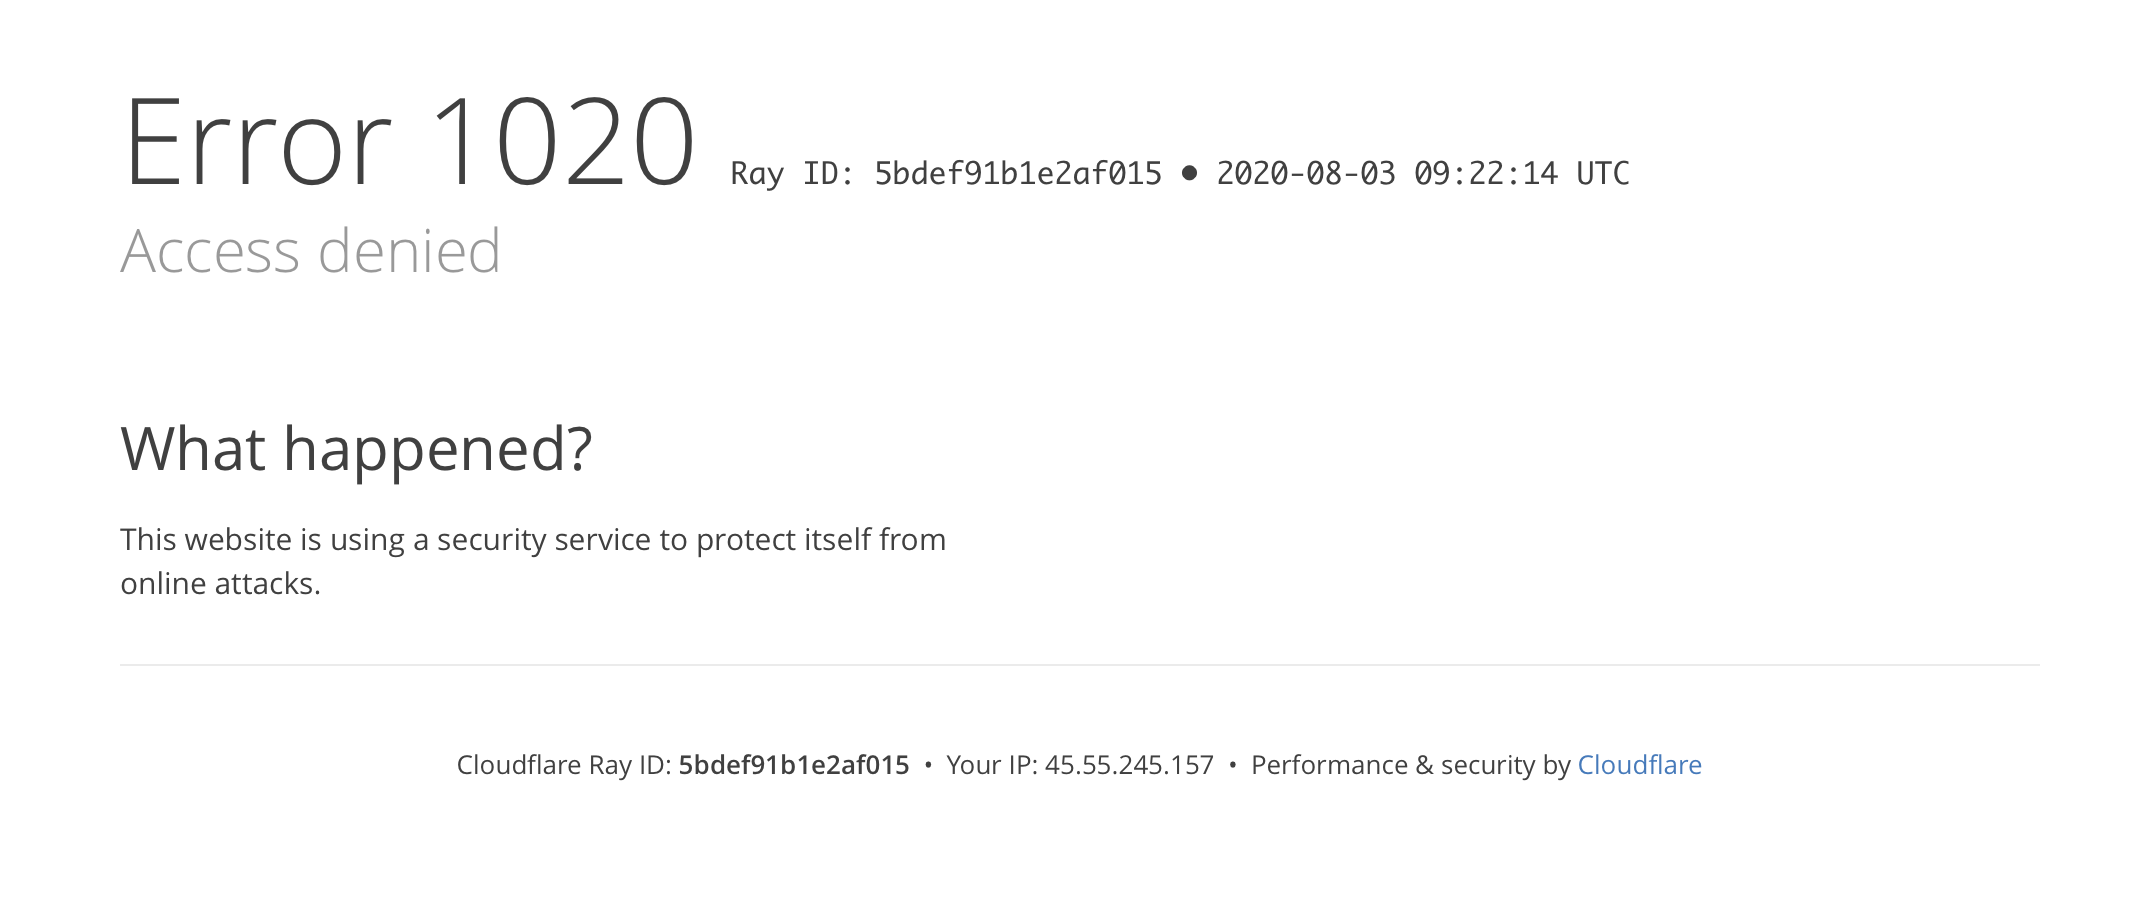 Error 1020 Ray ID: 5bdef91b1e2af015 • 2020-08-03 09:22:14 UTC
Access denied
What happened?
This website is using a security service to protect itself from
online attacks.
Cloudflare Ray ID: 5bdef91b1e2af015 • Your IP: 45.55.245.157 • Performance & security by Cloudflare